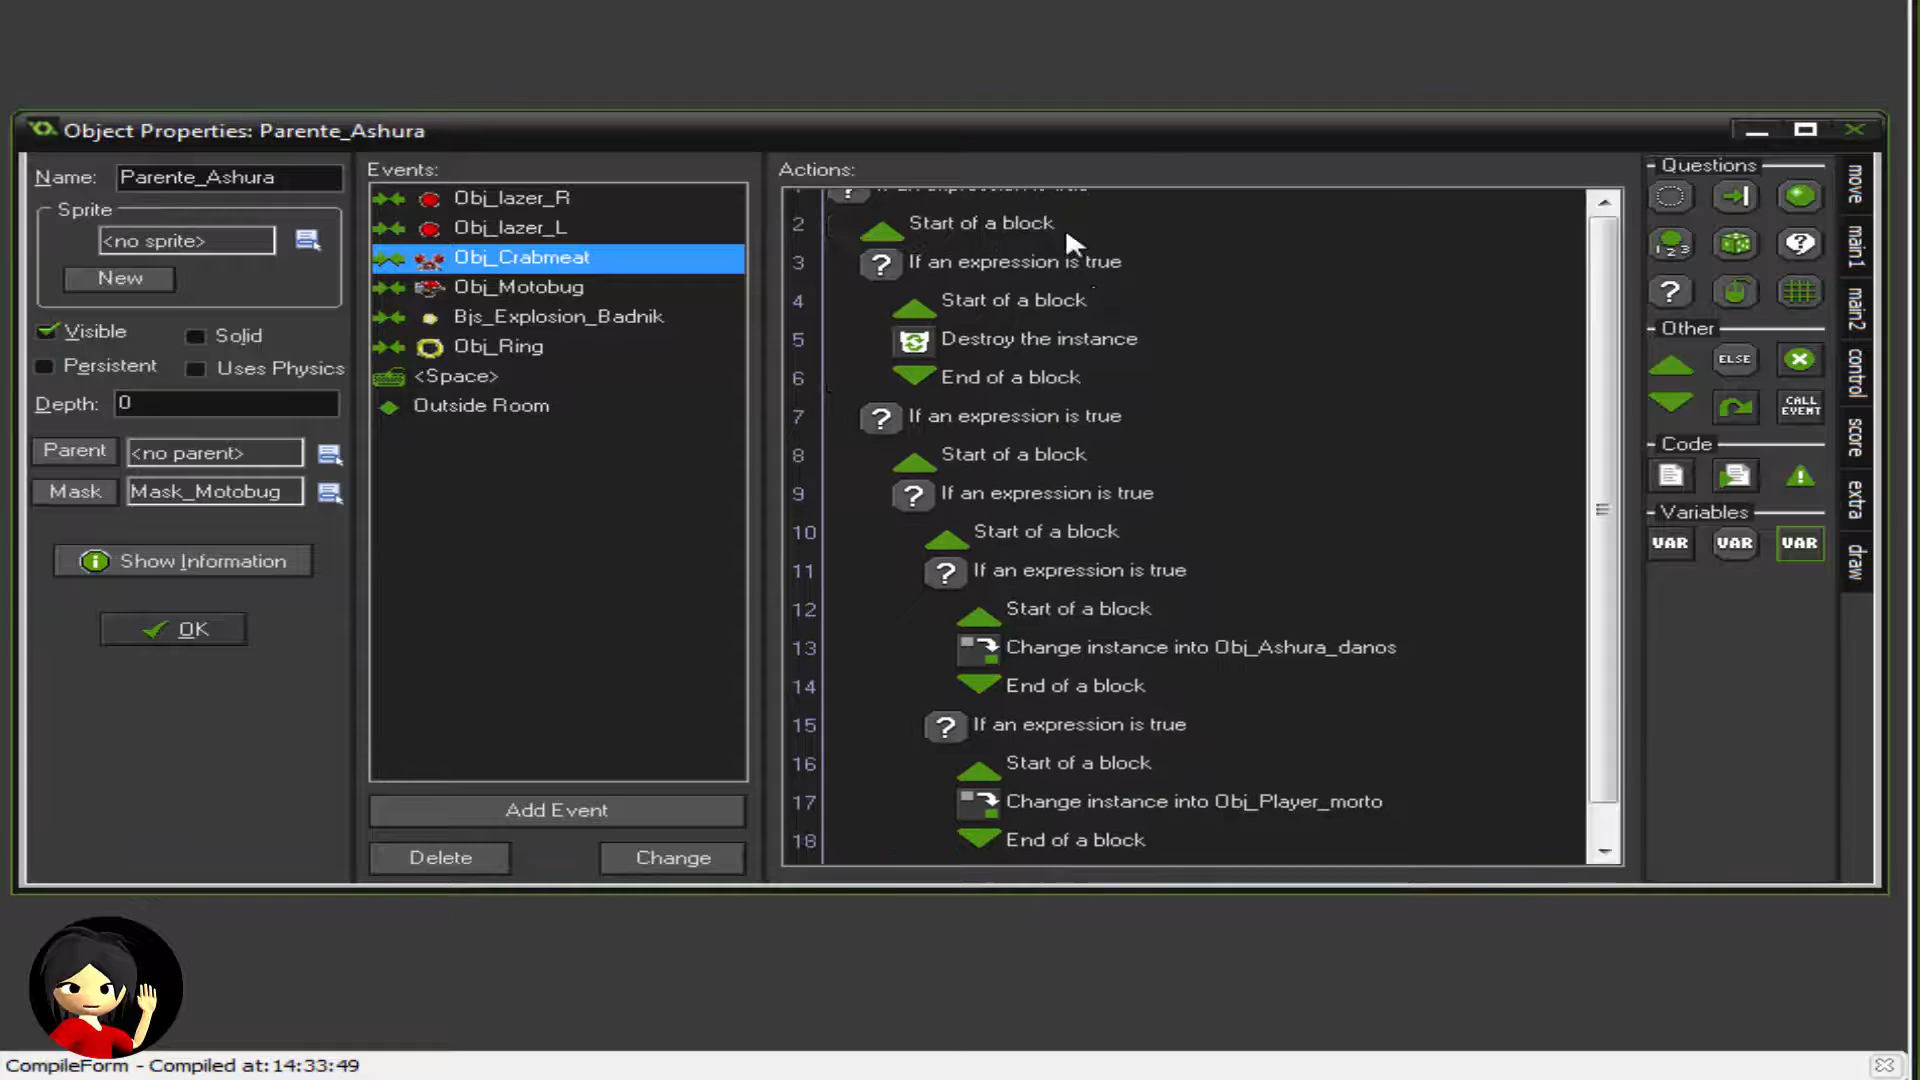 Object Properties: Parente_Ashura
Name: Parente_Ashura
Sprite
<no sprite>
New
Visible
Solid
Persistent
Uses Physics
Depth: 0
Parent
<no parent>
Mask
Mask_Motobug
Show Information
OK
Events:
Obj_lazer_R
Obj_lazer_L
Obj_Crabmeat
Obj_Motobug
Bjs_Explosion_Badnik
Obj_Ring
<Space>
Outside Room
Add Event
Delete
Change
Actions:
2 Start of a block
3 If an expression is true
4 Start of a block
5 Destroy the instance
6 End of a block
7 If an expression is true
8 Start of a block
9 If an expression is true
10 Start of a block
11 If an expression is true
12 Start of a block
13 Change instance into Obj_Ashura_danos
14 End of a block
15 If an expression is true
16 Start of a block
17 Change instance into Obj_Player_morto
18 End of a block
Questions
1 2 3
Other
ELSE
CALL EVENT
Code
Variables
VAR VAR VAR
move
main1
main2
control
score
extra
draw
CompileForm - Compiled at:14:33:49